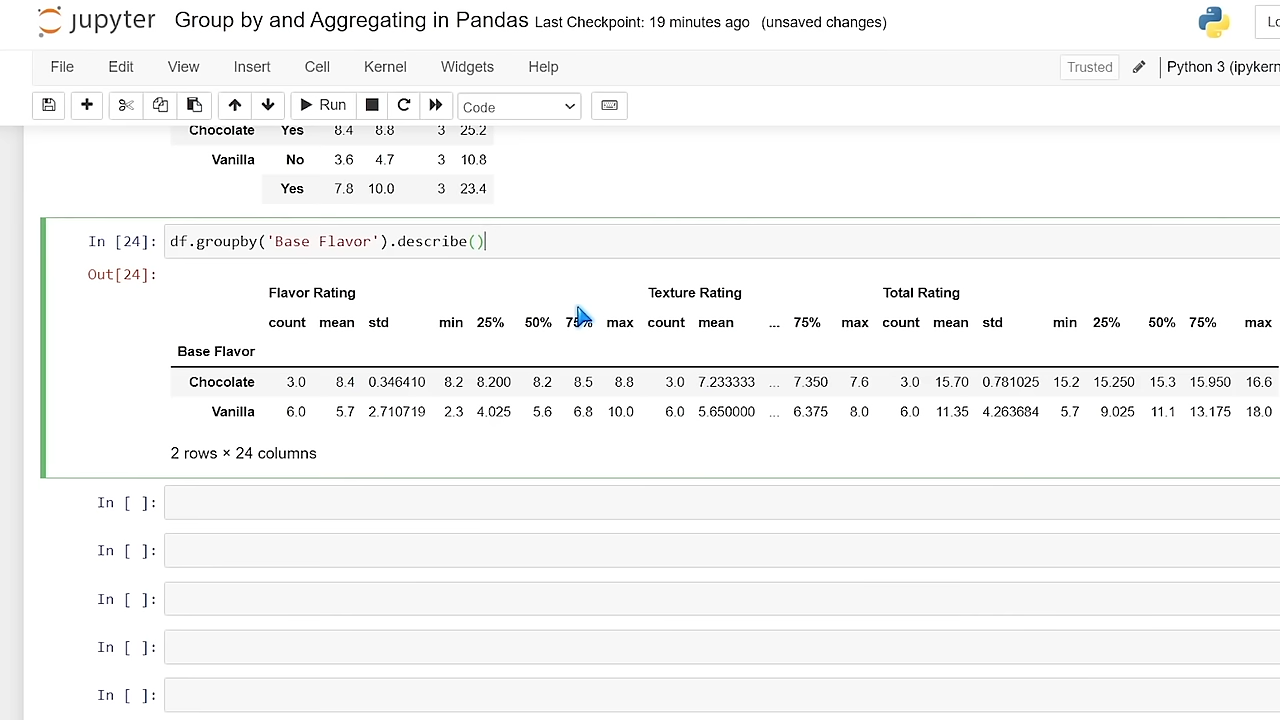 jupyter Group by and Aggregating in Pandas Last Checkpoint: 19 minutes ago (unsaved changes)
File Edit View Insert Cell Kernel Widgets Help Trusted Python 3 (ipykern
Run Code
Chocolate Yes 8.4 8.8 3 25.2
Vanilla No 3.6 4.7 3 10.8
Yes 7.8 10.0 3 23.4
In [24]: df.groupby('Base Flavor').describe()
Out[24]:
Flavor Rating Texture Rating Total Rating
count mean std min 25% 50% 75% max count mean ... 75% max count mean std min 25% 50% 75% max
Base Flavor
Chocolate 3.0 8.4 0.346410 8.2 8.200 8.2 8.5 8.8 3.0 7.233333 ... 7.350 7.6 3.0 15.70 0.781025 15.2 15.250 15.3 15.950 16.6
Vanilla 6.0 5.7 2.710719 2.3 4.025 5.6 6.8 10.0 6.0 5.650000 ... 6.375 8.0 6.0 11.35 4.263684 5.7 9.025 11.1 13.175 18.0
2 rows × 24 columns
In [ ]:
In [ ]:
In [ ]:
In [ ]:
In [ ]: